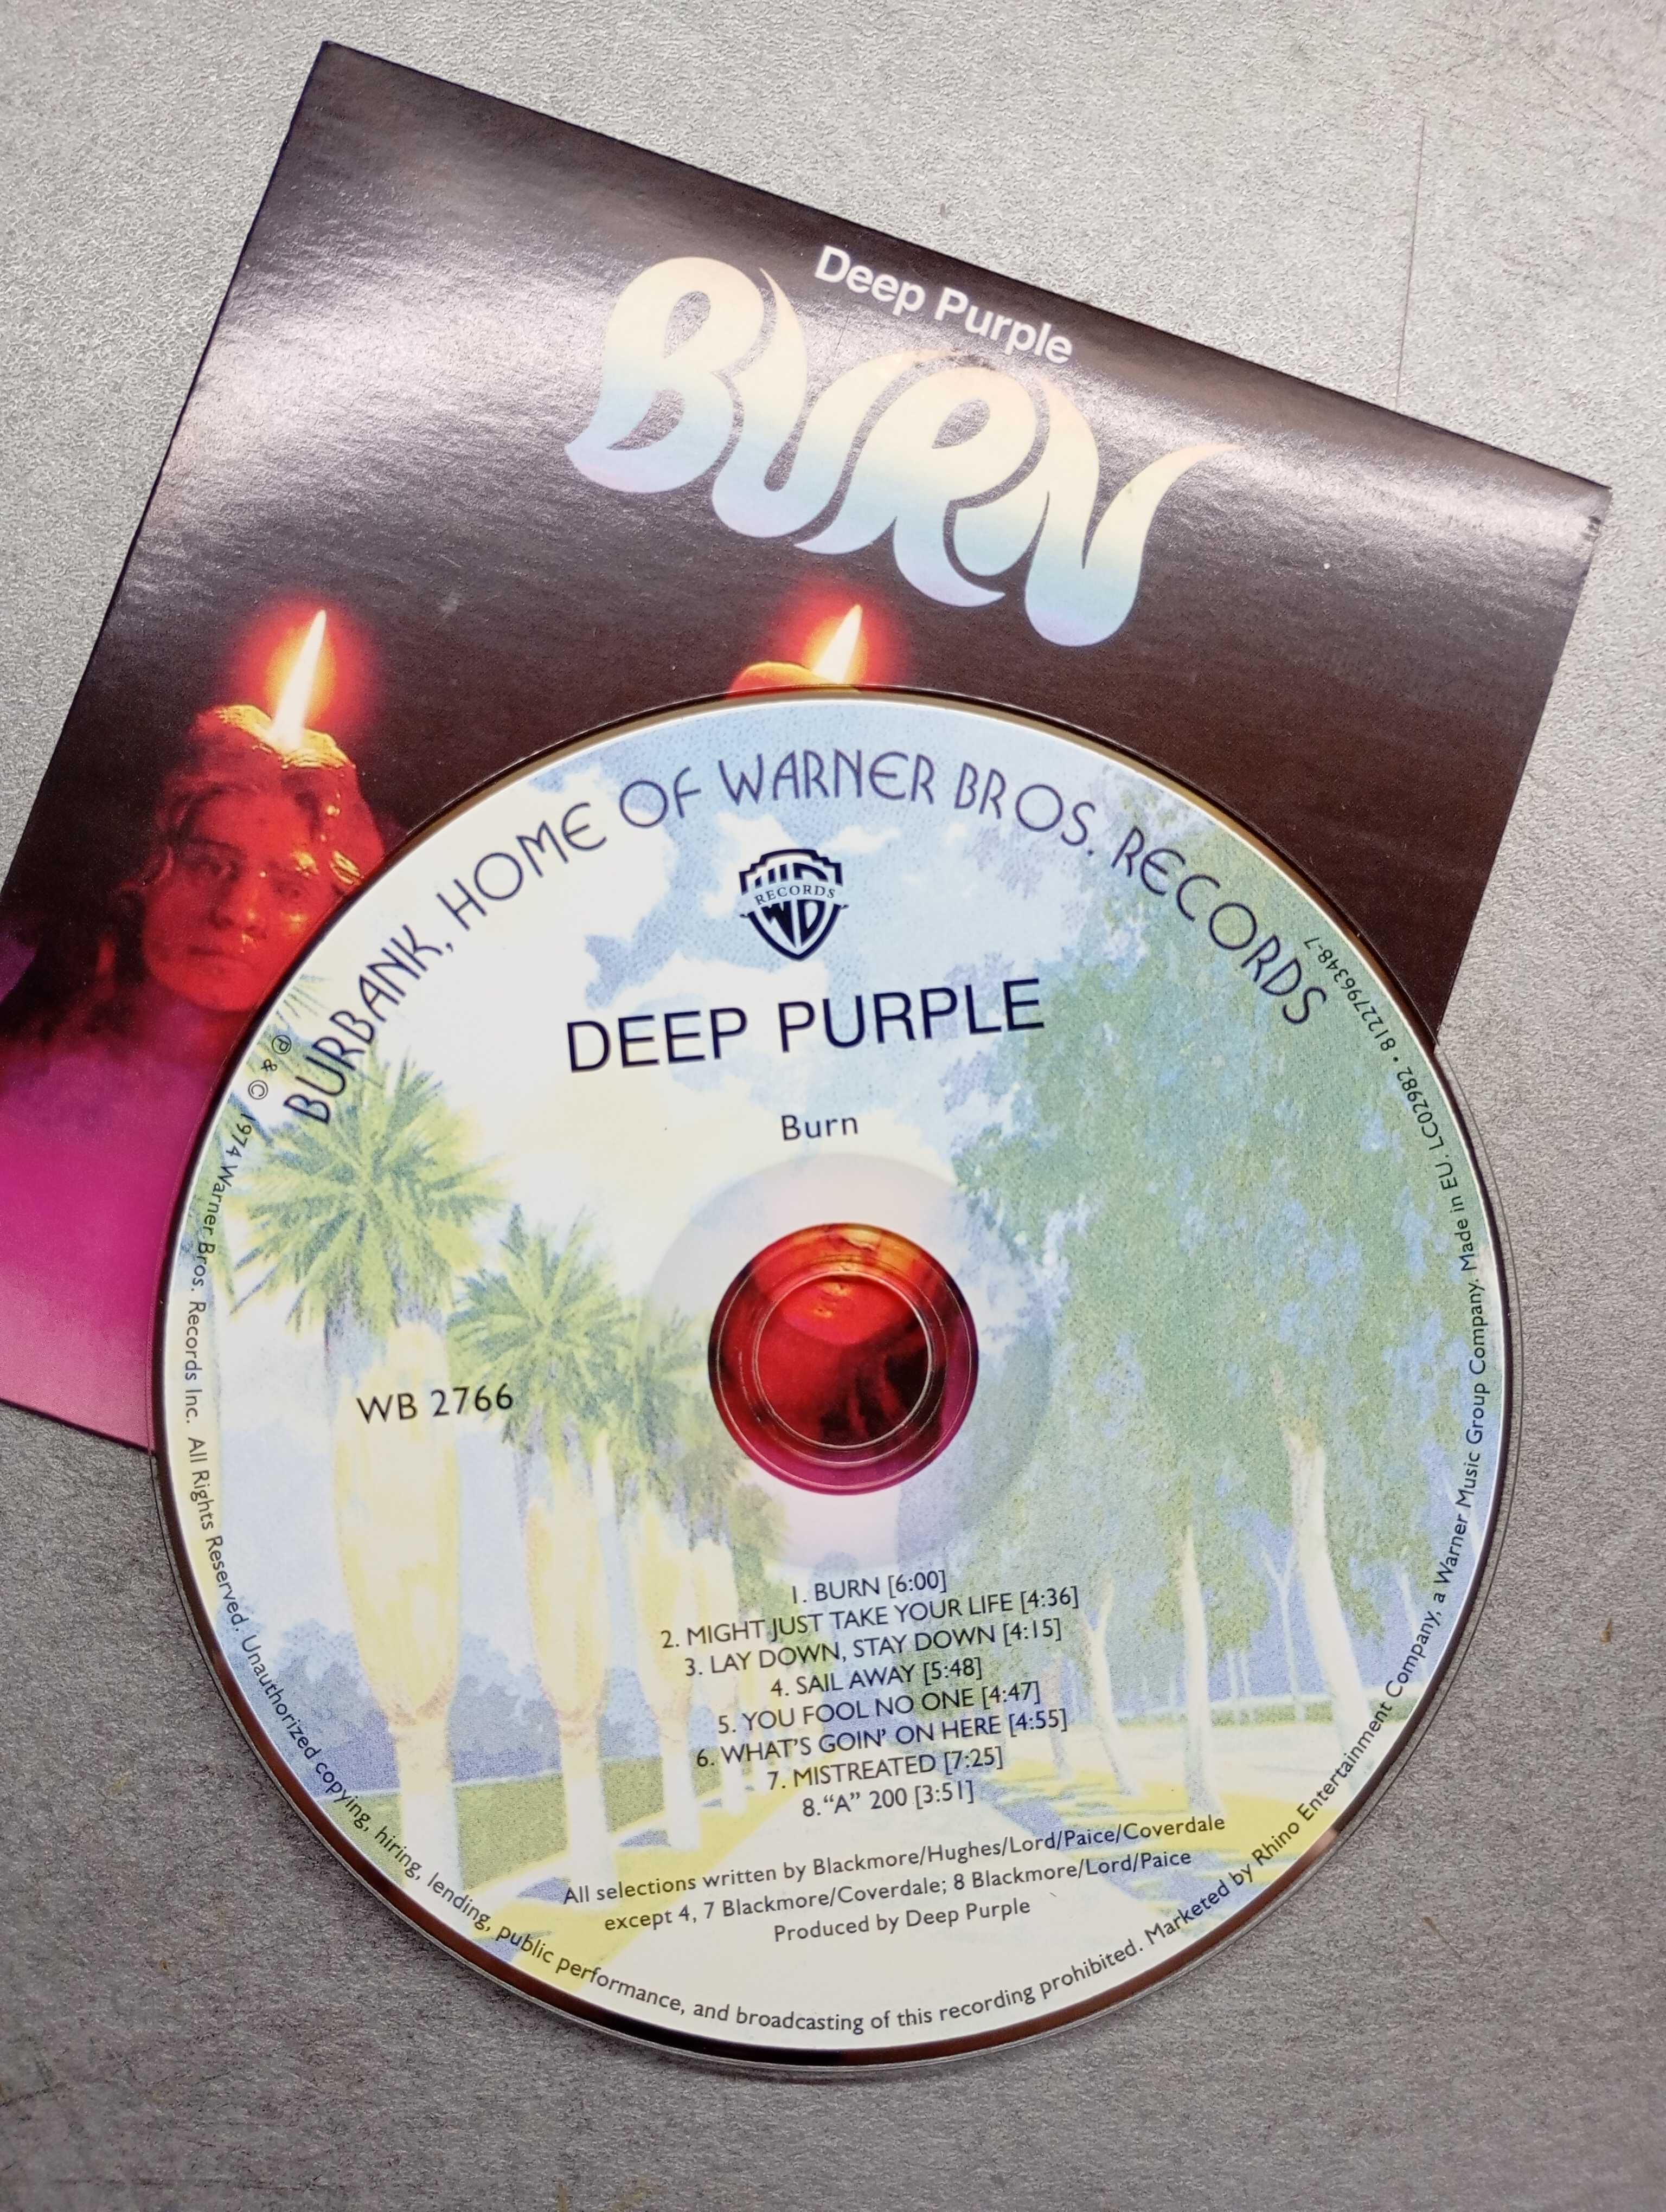 Deep Purple
BURN
BURBANK, HOME OF WARNER BROS. RECORDS
RECORDS
DEEP PURPLE
Burn
WB 2766
1. BURN [6:00]
2. MIGHT JUST TAKE YOUR LIFE [4:36]
3. LAY DOWN, STAY DOWN [4:15]
4. SAIL AWAY [5:48]
5. YOU FOOL NO ONE [4:47]
6. WHAT'S GOIN' ON HERE [4:55]
7. MISTREATED [7:25]
8. “A” 200 [3:51]
All selections written by Blackmore/Hughes/Lord/Paice/Coverdale
except 4, 7 Blackmore/Coverdale; 8 Blackmore/Lord/Paice
Produced by Deep Purple
℗ & © 1974 Warner Bros. Records Inc. All Rights Reserved. Unauthorized copying, hiring, lending, public performance, and broadcasting of this recording prohibited. Marketed by Rhino Entertainment Company, a Warner Music Group Company. Made in EU. LC02982 • 8122796348-7